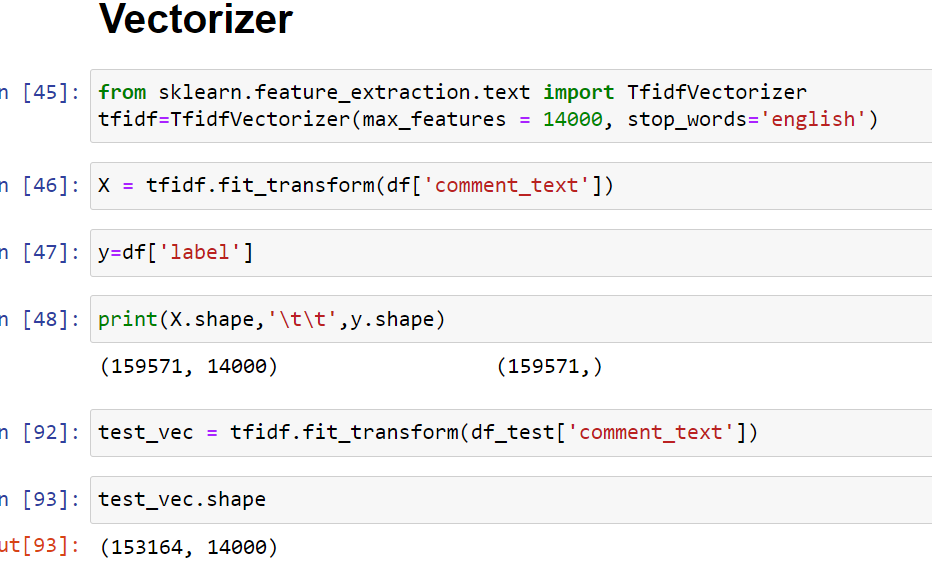 Vectorizer
n [45]:
from sklearn.feature_extraction.text import TfidfVectorizer
tfidf=TfidfVectorizer(max_features = 14000, stop_words='english')
n [46]:
X = tfidf.fit_transform(df['comment_text'])
n [47]:
y=df['label']
n [48]:
print(X.shape,'\t\t',y.shape)
(159571, 14000) (159571,)
n [92]:
test_vec = tfidf.fit_transform(df_test['comment_text'])
n [93]:
test_vec.shape
ut[93]:
(153164, 14000)